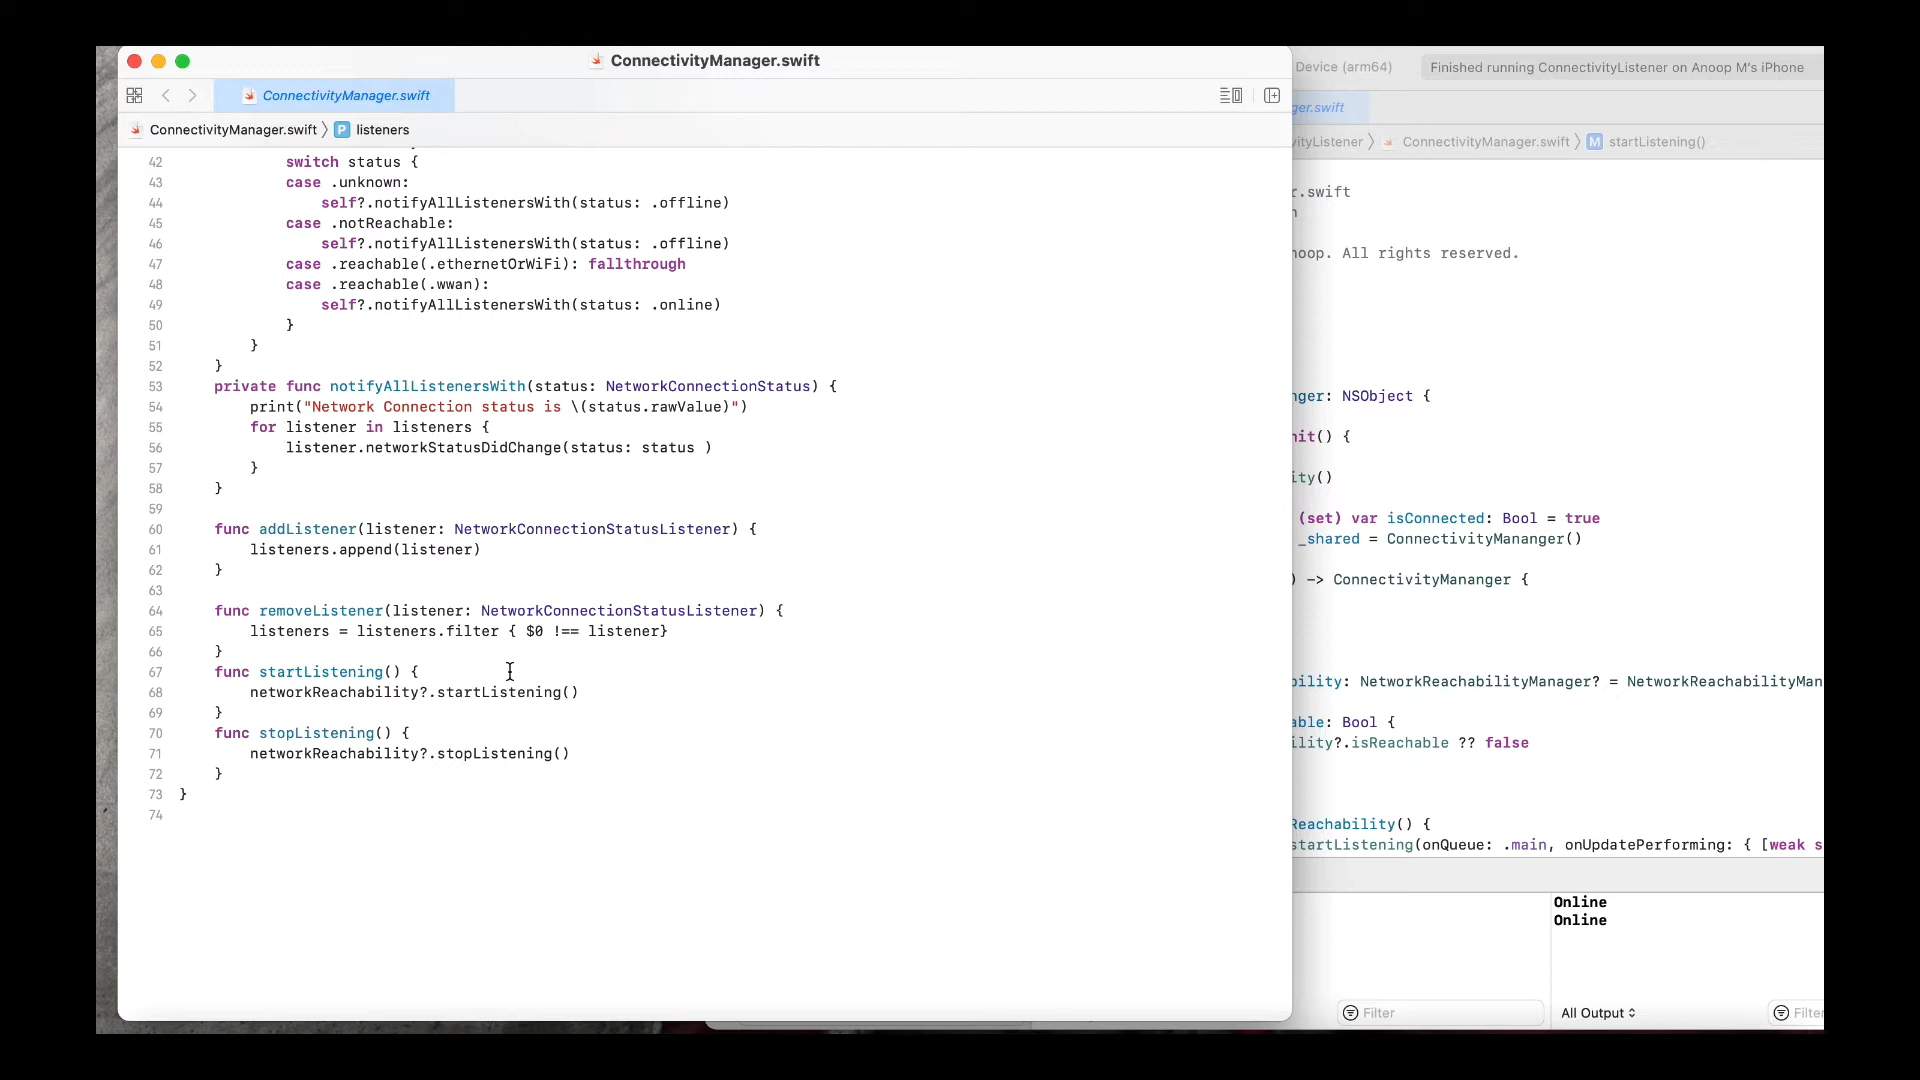 ConnectivityManager.swift
ConnectivityManager.swift
ConnectivityManager.swift 〉 P listeners
42 switch status {
43 case .unknown:
44 self?.notifyAllListenersWith(status: .offline)
45 case .notReachable:
46 self?.notifyAllListenersWith(status: .offline)
47 case .reachable(.ethernetOrWiFi): fallthrough
48 case .reachable(.wwan):
49 self?.notifyAllListenersWith(status: .online)
50 }
51 }
52 }
53 private func notifyAllListenersWith(status: NetworkConnectionStatus) {
54 print("Network Connection status is \(status.rawValue)")
55 for listener in listeners {
56 listener.networkStatusDidChange(status: status )
57 }
58 }
59
60 func addListener(listener: NetworkConnectionStatusListener) {
61 listeners.append(listener)
62 }
63
64 func removeListener(listener: NetworkConnectionStatusListener) {
65 listeners = listeners.filter { $0 !== listener}
66 }
67 func startListening() {
68 networkReachability?.startListening()
69 }
70 func stopListening() {
71 networkReachability?.stopListening()
72 }
73 }
74
Device (arm64) Finished running ConnectivityListener on Anoop M's iPhone
ger.swift
ityListener 〉 ConnectivityManager.swift 〉 M startListening()
r.swift
n
noop. All rights reserved.
nger: NSObject {
nit() {
ity()
(set) var isConnected: Bool = true
_shared = ConnectivityMananger()
) -> ConnectivityMananger {
bility: NetworkReachabilityManager? = NetworkReachabilityMan
able: Bool {
ility?.isReachable ?? false
Reachability() {
startListening(onQueue: .main, onUpdatePerforming: { [weak s
Online
Online
Filter
All Output
Filter